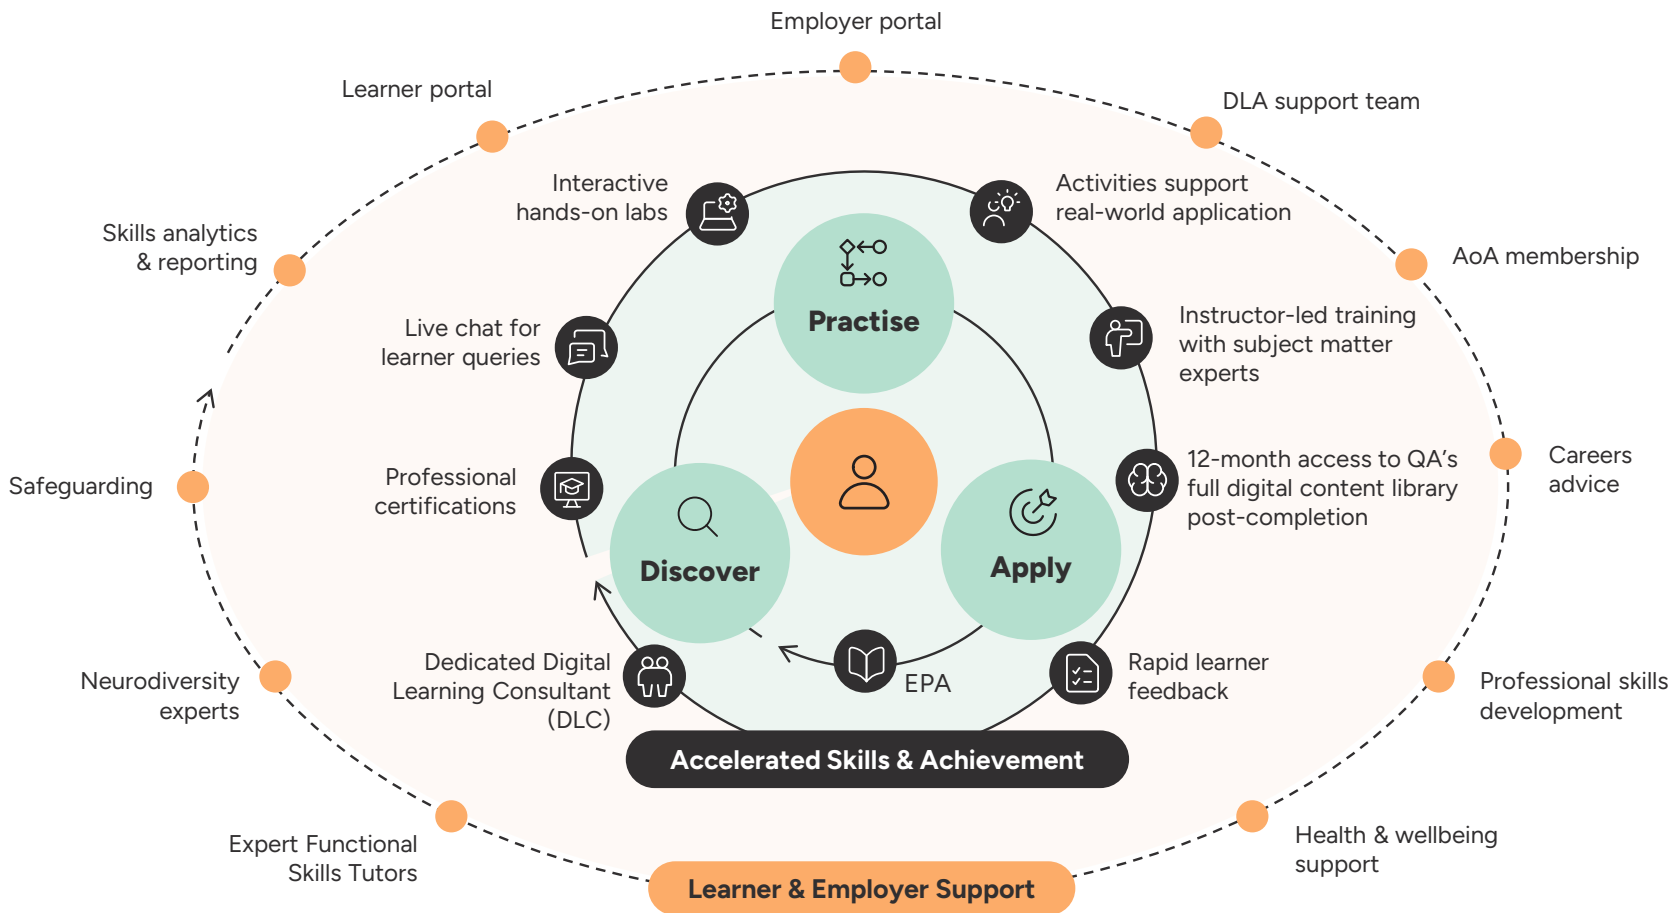 Employer portal
Learner portal
DLA support team
Interactive
hands-on labs
Activities support
real-world application
Skills analytics
& reporting
AoA membership
Practise
Live chat for
learner queries
Instructor-led training
with subject matter
experts
Safeguarding
Professional
certifications
12-month access to QA’s
full digital content library
post-completion
Careers
advice
Discover
Apply
Neurodiversity
experts
Dedicated Digital
Learning Consultant
(DLC)
EPA
Rapid learner
feedback
Professional skills
development
Accelerated Skills & Achievement
Expert Functional
Skills Tutors
Health & wellbeing
support
Learner & Employer Support